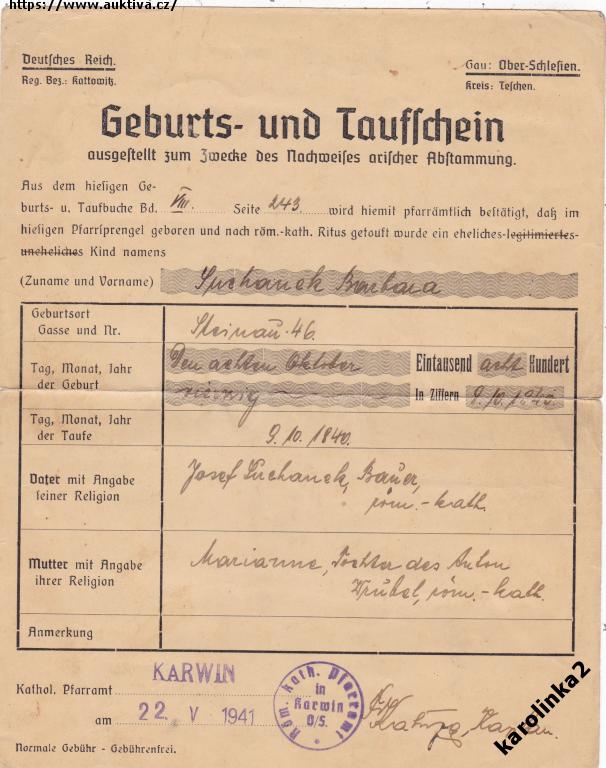 https://www.auktiva.cz/
Deutsches Reich.
Reg. Bez.: Kattowitz.
Gau: Ober-Schlesien.
Kreis: Teschen.
Geburts- und Taufschein
ausgestellt zum Zwecke des Nachweises arischer Abstammung.
Aus dem hiesigen Ge-
burts- u. Taufbuche Bd. VIII. Seite 243 wird hiemit pfarrämtlich bestätigt, daß im
hiesigen Pfarrsprengel geboren und nach röm.-kath. Ritus getauft wurde ein eheliches-legitimiertes-
uneheliches Kind namens
(Zuname und Vorname) Suchanek Barbara
Geburtsort
Gasse und Nr. Steinau 46.
Tag, Monat, Jahr
der Geburt
Den achten Oktober Eintausend acht Hundert
vierzig In Ziffern 10.
Tag, Monat, Jahr
der Taufe
9. 10. 1840.
Vater mit Angabe
seiner Religion
Josef Suchanek, Bauer,
röm.-kath.
Mutter mit Angabe
ihrer Religion
Marianne, Tochter des Anton
Wrubel, röm.-kath.
Anmerkung
Kathol. Pfarramt KARWIN
am 22. V 1941
Röm. kath. Pfarramt
in
Karwin
O/S.
Normale Gebühr - Gebührenfrei.
karolinka2